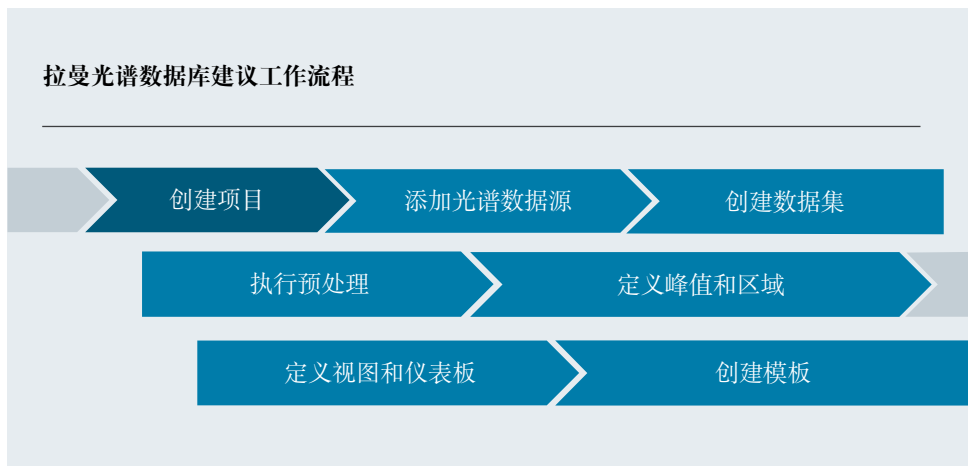 拉曼光谱数据库建议工作流程
创建项目
添加光谱数据源
创建数据集
执行预处理
定义峰值和区域
定义视图和仪表板
创建模板